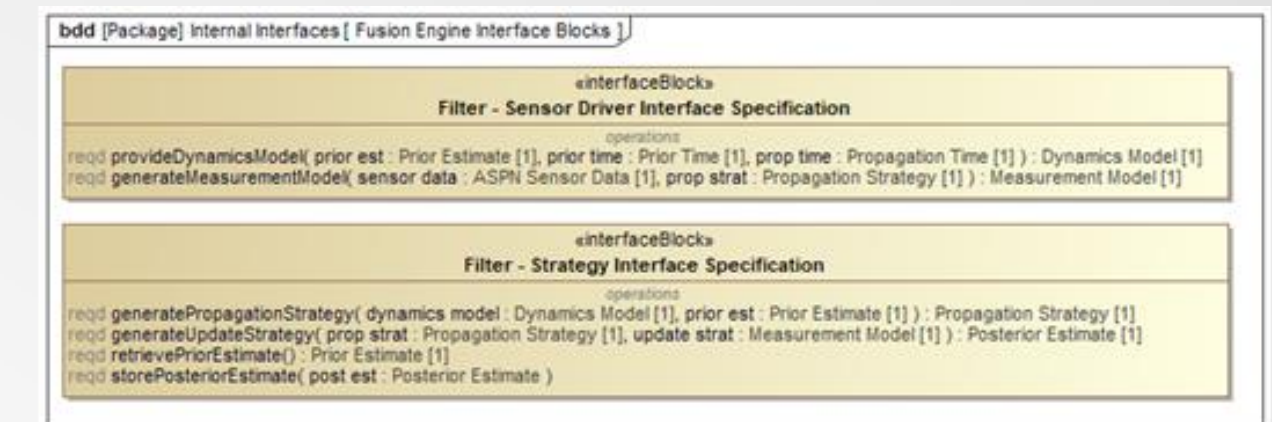 bdd [Package] Internal Interfaces [ Fusion Engine Interface Blocks ]
«interfaceBlock»
Filter - Sensor Driver Interface Specification
operations
reqd provideDynamicsModel( prior est : Prior Estimate [1], prior time : Prior Time [1], prop time : Propagation Time [1] ) : Dynamics Model [1]
reqd generateMeasurementModel( sensor data : ASPN Sensor Data [1], prop strat : Propagation Strategy [1] ) : Measurement Model [1]
«interfaceBlock»
Filter - Strategy Interface Specification
operations
reqd generatePropagationStrategy( dynamics model : Dynamics Model [1], prior est : Prior Estimate [1] ) : Propagation Strategy [1]
reqd generateUpdateStrategy( prop strat : Propagation Strategy [1], update strat : Measurement Model [1] ) : Posterior Estimate [1]
reqd retrievePriorEstimate() : Prior Estimate [1]
reqd storePosteriorEstimate( post est : Posterior Estimate )